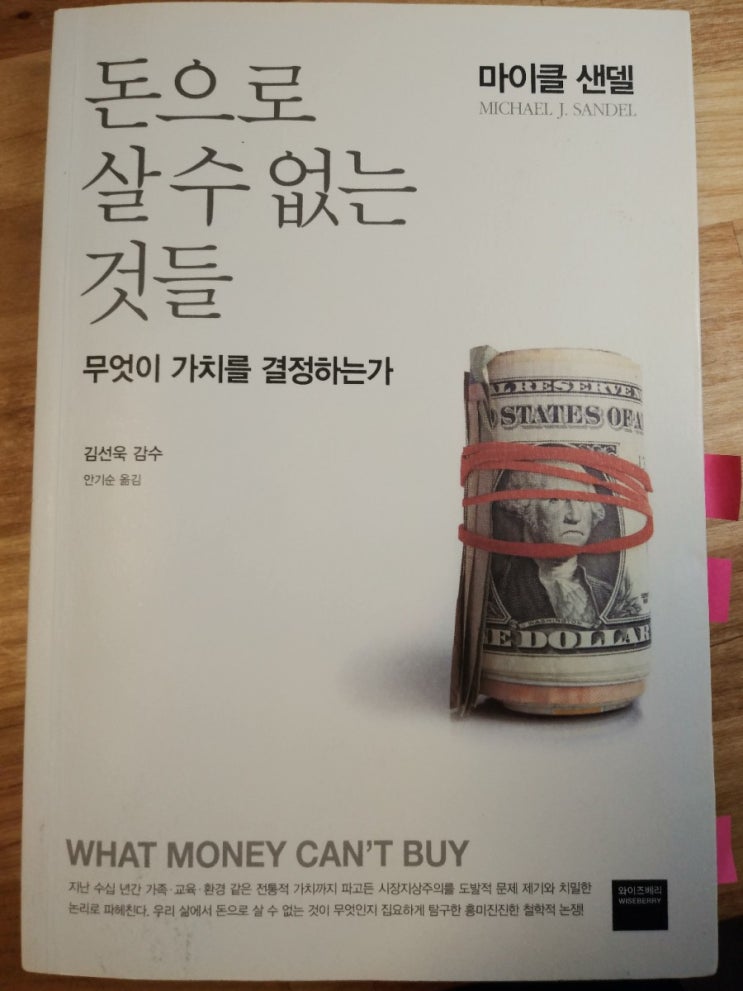 돈으로
살 수 없는
것들
마이클 샌델
MICHAEL J. SANDEL
무엇이 가치를 결정하는가
김선욱 감수
안기순 옮김
AL RESERVE
STATES OF A
WASHINGTON
E DOLLAR
WHAT MONEY CAN'T BUY
지난 수십 년간 가족·교육·환경 같은 전통적 가치까지 파고든 시장지상주의를 도발적 문제 제기와 치밀한
논리로 파헤친다. 우리 삶에서 돈으로 살 수 없는 것이 무엇인지 집요하게 탐구한 흥미진진한 철학적 논쟁!
와이즈베리
WISEBERRY